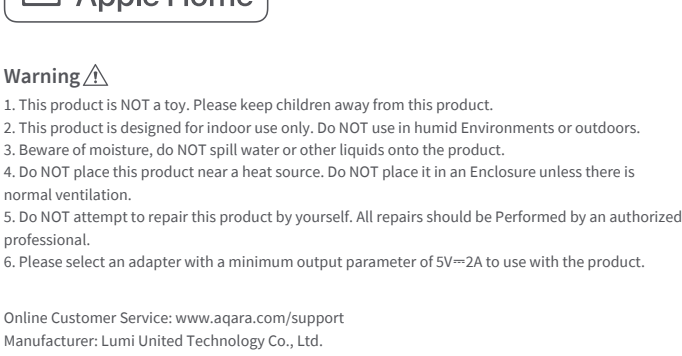 Apple Home
Warning
1. This product is NOT a toy. Please keep children away from this product.
2. This product is designed for indoor use only. Do NOT use in humid Environments or outdoors.
3. Beware of moisture, do NOT spill water or other liquids onto the product.
4. Do NOT place this product near a heat source. Do NOT place it in an Enclosure unless there is
normal ventilation.
5. Do NOT attempt to repair this product by yourself. All repairs should be Performed by an authorized
professional.
6. Please select an adapter with a minimum output parameter of 5V⎓2A to use with the product.
Online Customer Service: www.aqara.com/support
Manufacturer: Lumi United Technology Co., Ltd.